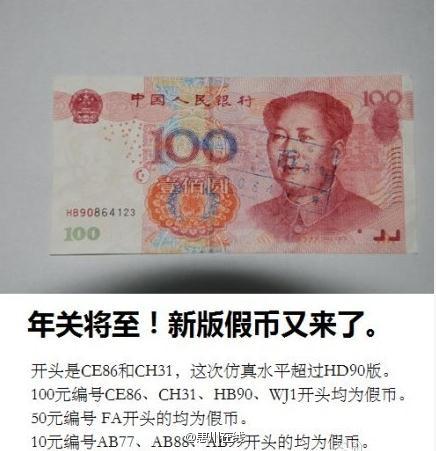 中国人民银行
100
100
壹佰圆
HB90864123
100
年关将至！新版假币又来了。
开头是CE86和CH31，这次仿真水平超过HD90版。
100元编号CE86、CH31、HB90、WJ1开头均为假币。
50元编号 FA开头的均为假币。
10元编号AB77、AB88、开头的均为假币。